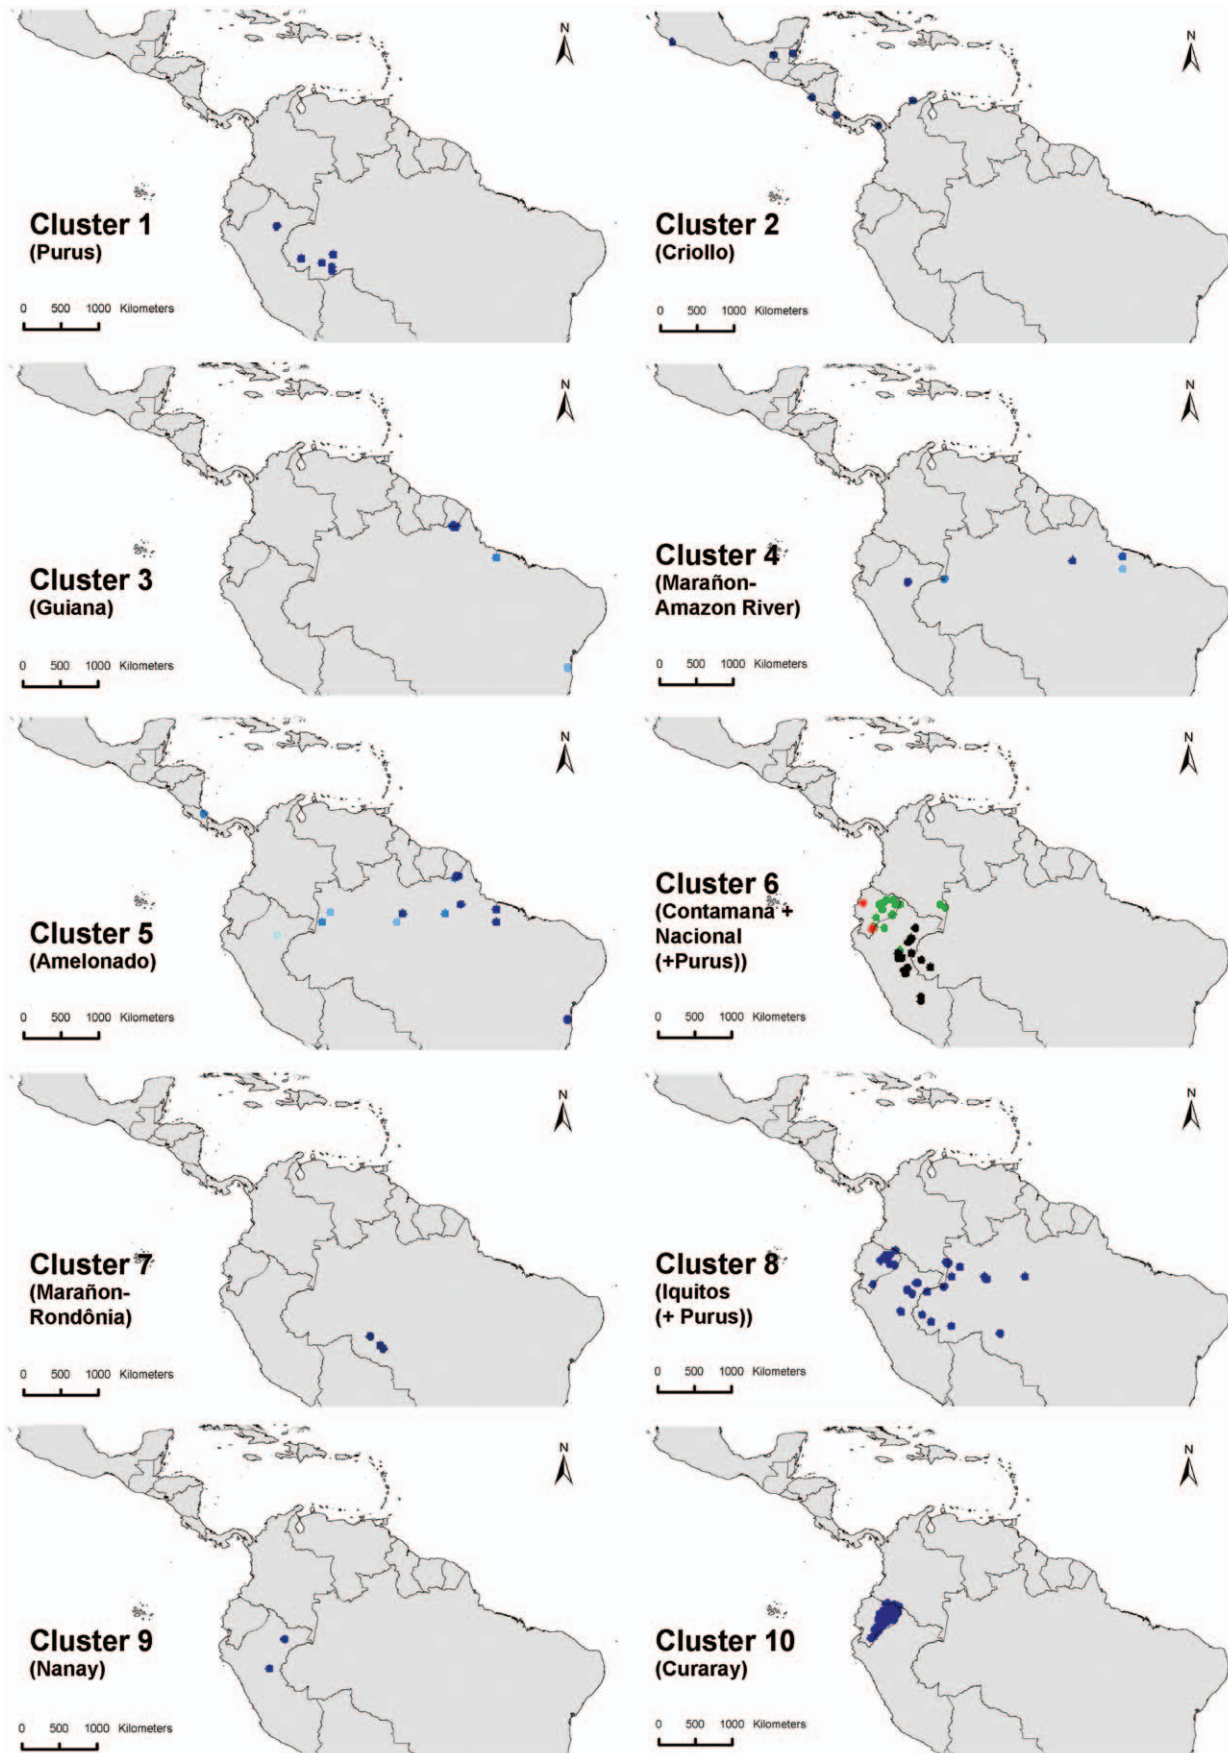 N
Cluster 1
(Purus)
0 500 1000 Kilometers
N
Cluster 2
(Criollo)
0 500 1000 Kilometers
N
Cluster 3
(Guiana)
0 500 1000 Kilometers
N
Cluster 4
(Marañon-
Amazon River)
0 500 1000 Kilometers
N
Cluster 5
(Amelonado)
0 500 1000 Kilometers
N
Cluster 6
(Contamana +
Nacional
(+Purus))
0 500 1000 Kilometers
N
Cluster 7
(Marañon-
Rondônia)
0 500 1000 Kilometers
N
Cluster 8
(Iquitos
(+ Purus))
0 500 1000 Kilometers
N
Cluster 9
(Nanay)
0 500 1000 Kilometers
N
Cluster 10
(Curaray)
0 500 1000 Kilometers